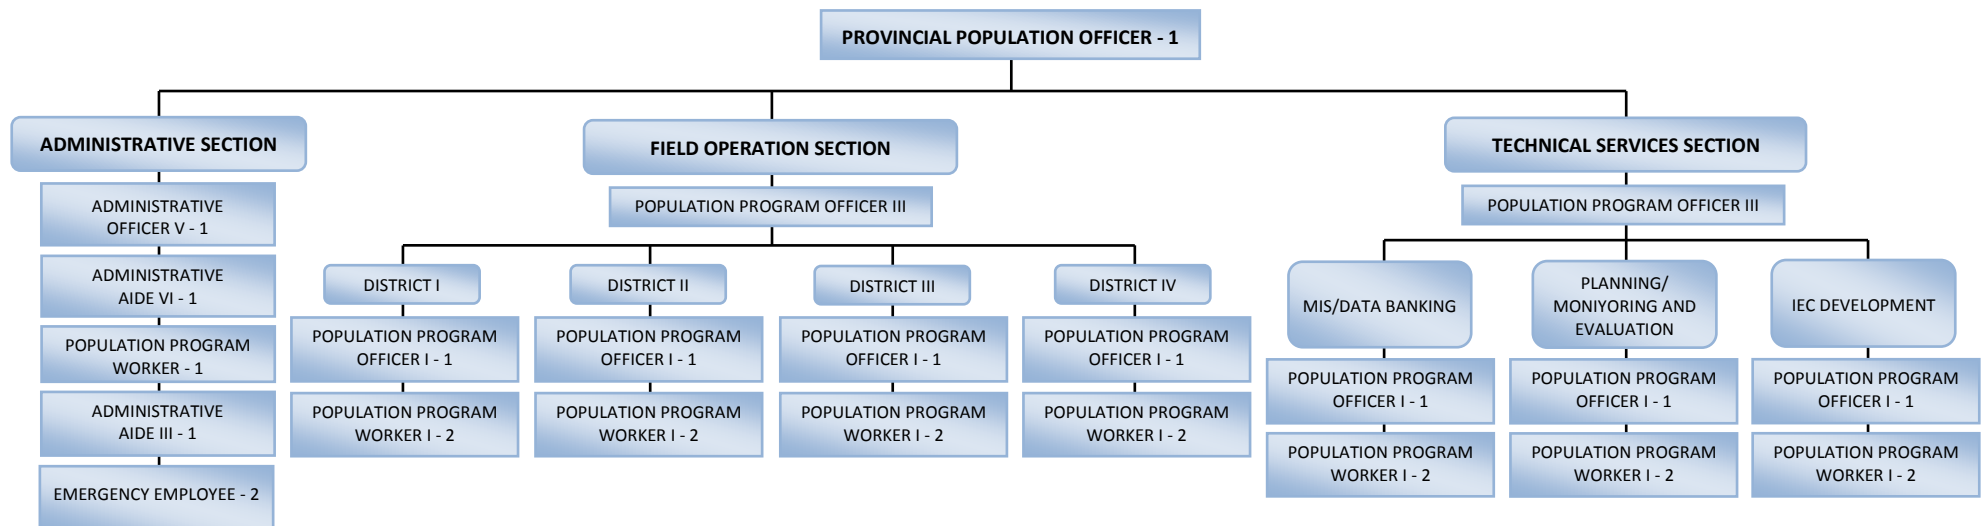 PROVINCIAL POPULATION OFFICER - 1
ADMINISTRATIVE SECTION
ADMINISTRATIVE
OFFICER V - 1
ADMINISTRATIVE
AIDE VI - 1
POPULATION PROGRAM
WORKER - 1
ADMINISTRATIVE
AIDE III - 1
EMERGENCY EMPLOYEE - 2
FIELD OPERATION SECTION
POPULATION PROGRAM OFFICER III
DISTRICT I
POPULATION PROGRAM
OFFICER I - 1
POPULATION PROGRAM
WORKER I - 2
DISTRICT II
POPULATION PROGRAM
OFFICER I - 1
POPULATION PROGRAM
WORKER I - 2
DISTRICT III
POPULATION PROGRAM
OFFICER I - 1
POPULATION PROGRAM
WORKER I - 2
DISTRICT IV
POPULATION PROGRAM
OFFICER I - 1
POPULATION PROGRAM
WORKER I - 2
TECHNICAL SERVICES SECTION
POPULATION PROGRAM OFFICER III
MIS/DATA BANKING
POPULATION PROGRAM
OFFICER I - 1
POPULATION PROGRAM
WORKER I - 2
PLANNING/
MONIYORING AND
EVALUATION
POPULATION PROGRAM
OFFICER I - 1
POPULATION PROGRAM
WORKER I - 2
IEC DEVELOPMENT
POPULATION PROGRAM
OFFICER I - 1
POPULATION PROGRAM
WORKER I - 2